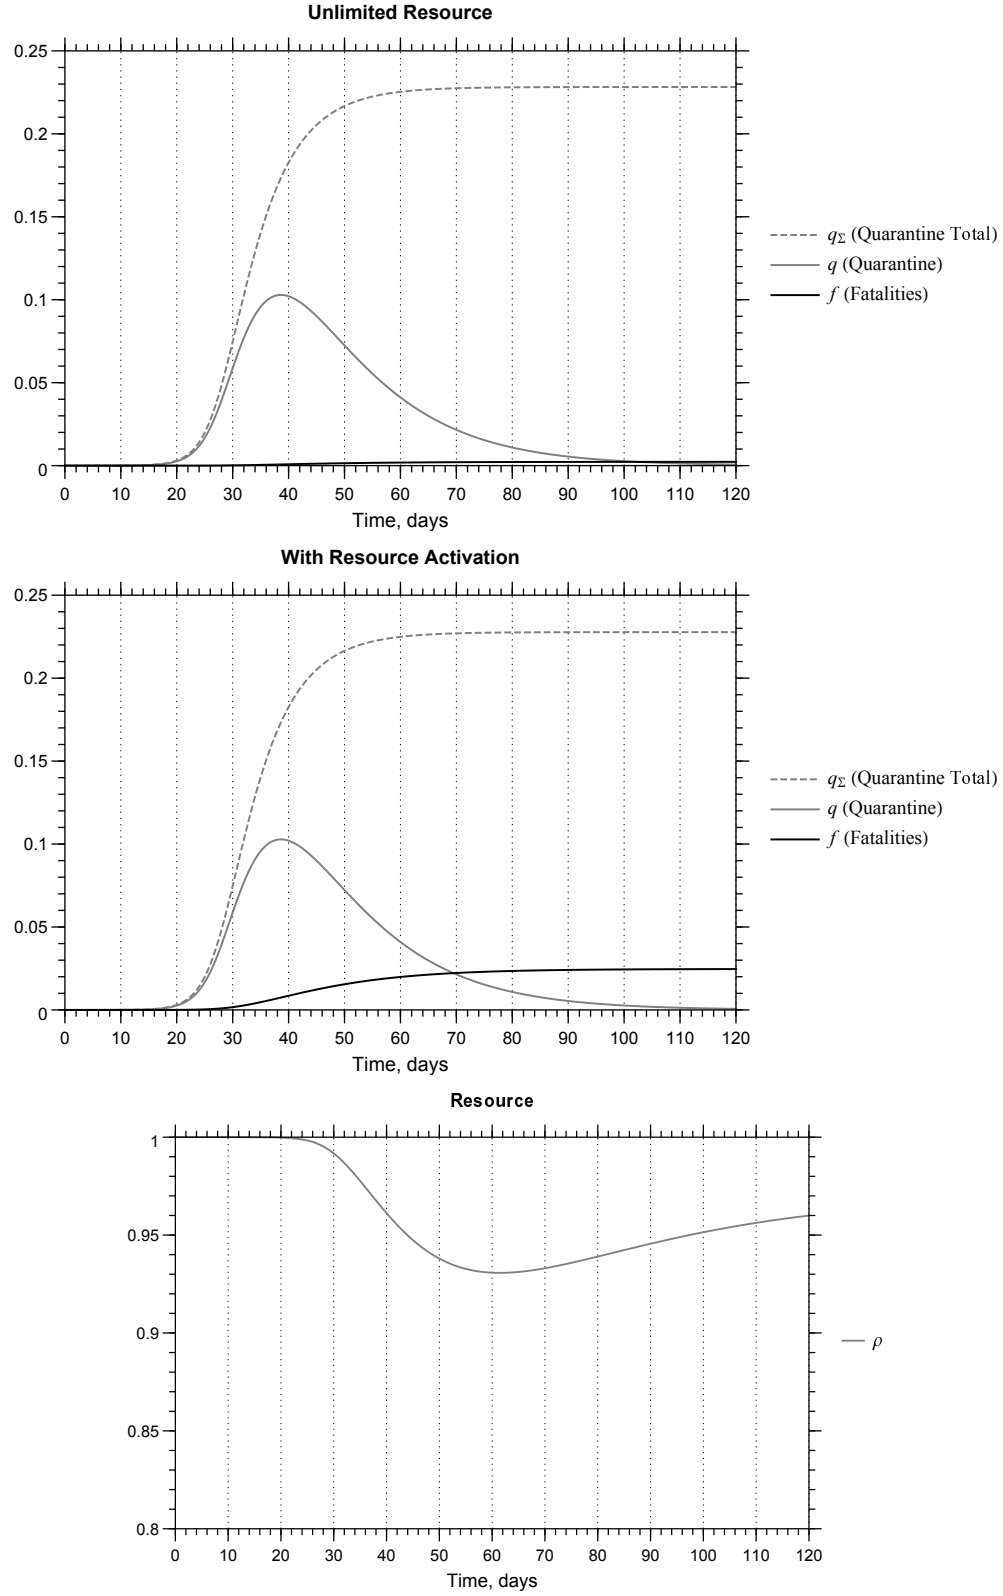 Unlimited Resource
0.25
0.2
0.15
0.1
0.05
0
0 10 20 30 40 50 60 70 80 90 100 110 120
Time, days
qΣ (Quarantine Total)
q (Quarantine)
f (Fatalities)
With Resource Activation
0.25
0.2
0.15
0.1
0.05
0
0 10 20 30 40 50 60 70 80 90 100 110 120
Time, days
qΣ (Quarantine Total)
q (Quarantine)
f (Fatalities)
Resource
1
0.95
0.9
0.85
0.8
0 10 20 30 40 50 60 70 80 90 100 110 120
Time, days
ρ